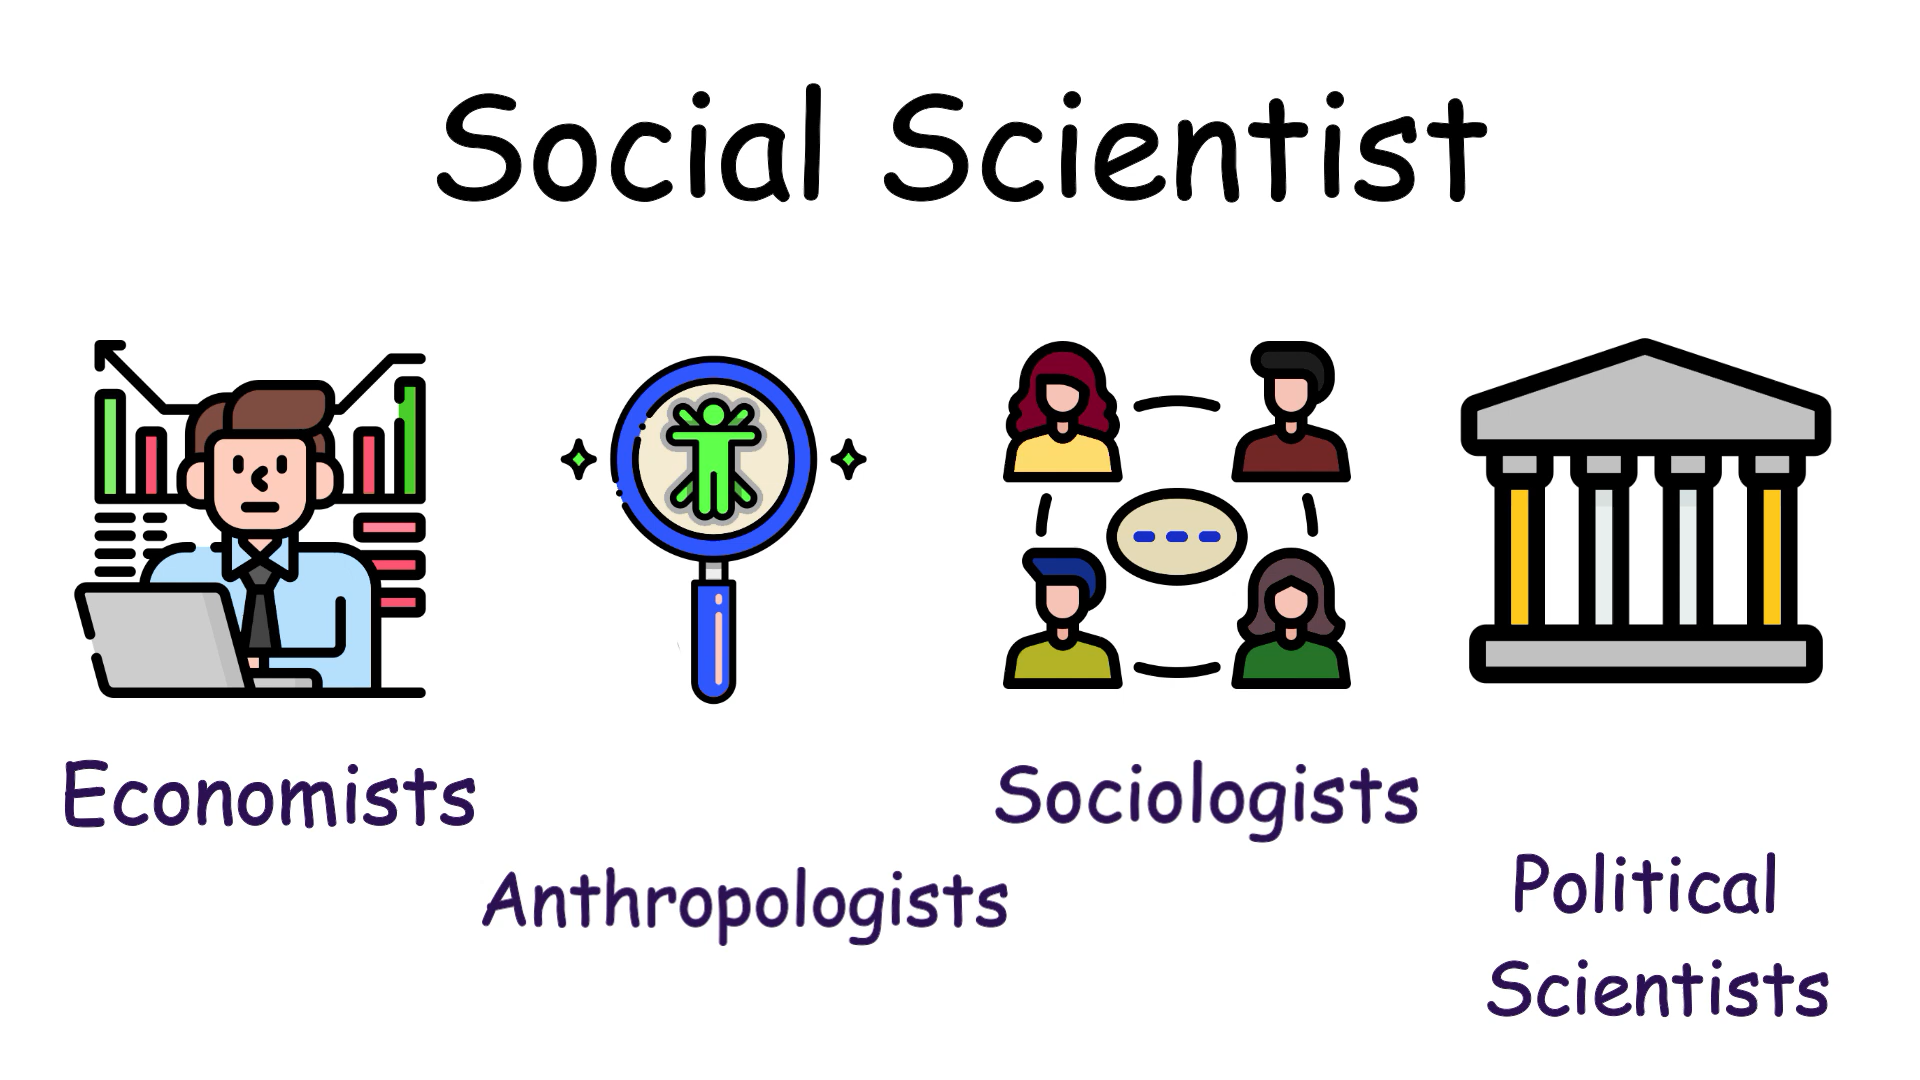 Social Scientist
Economists
Anthropologists
Sociologists
Political
Scientists